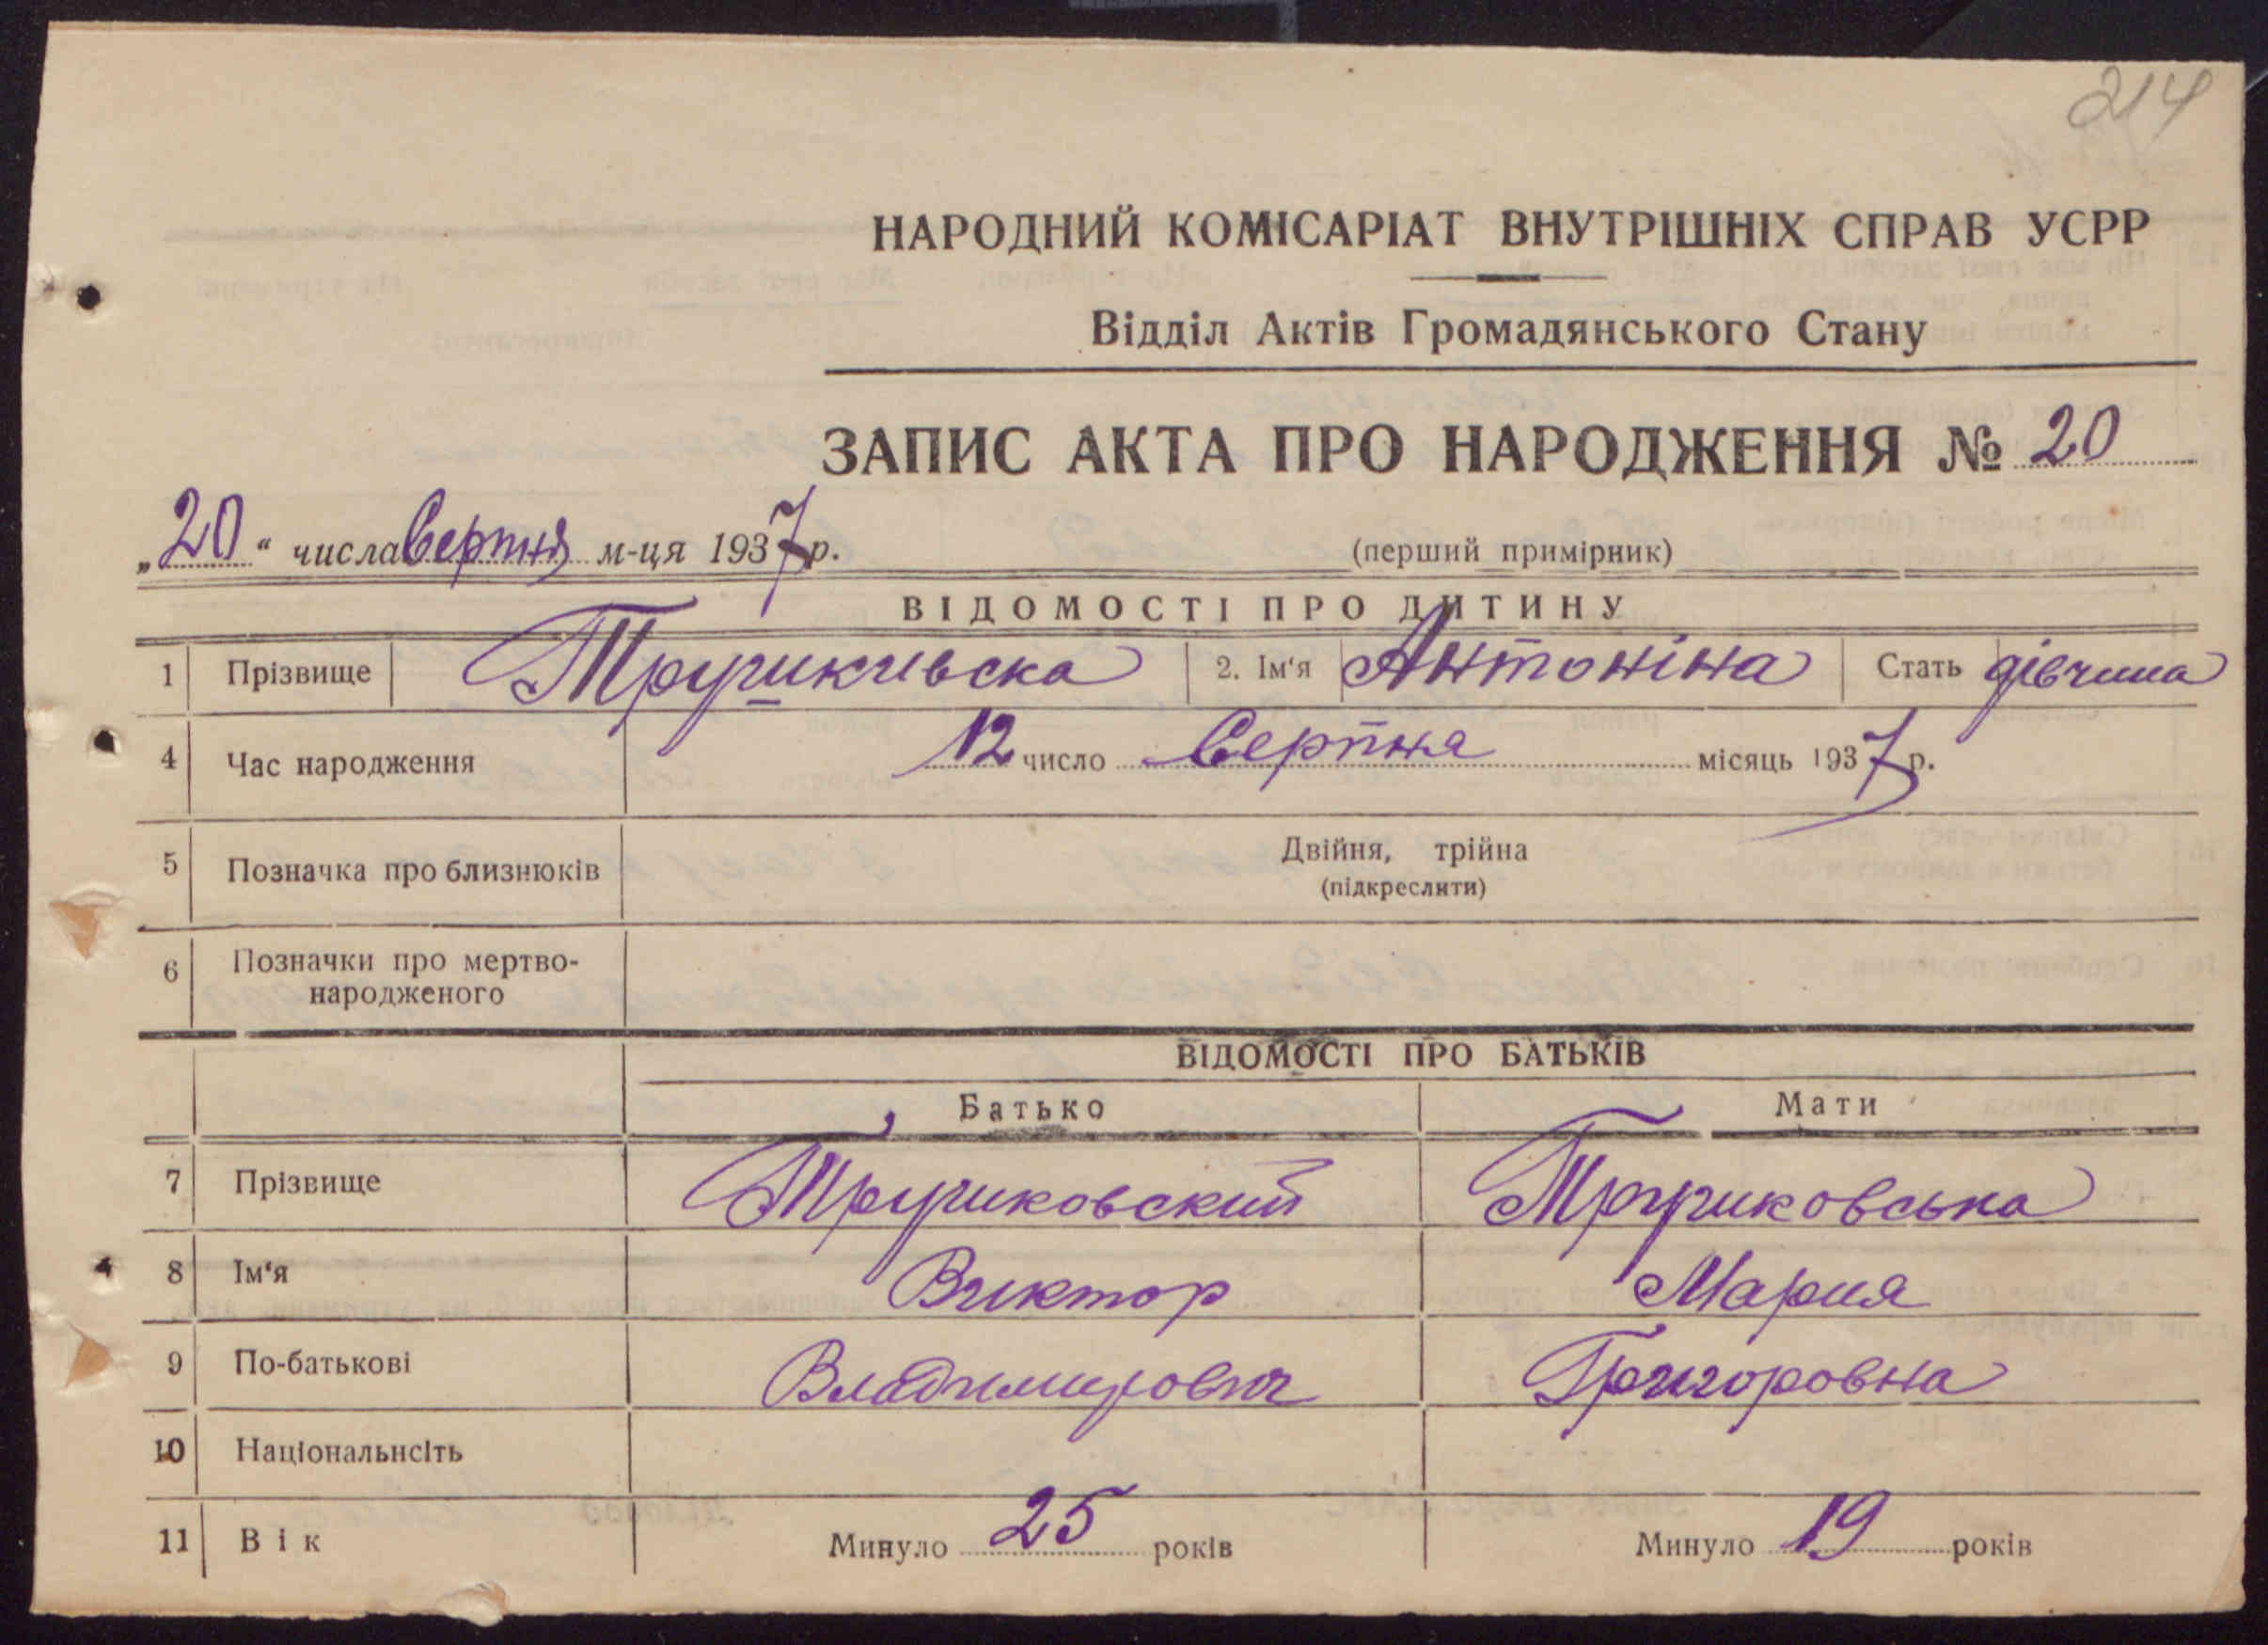 214
НАРОДНИЙ КОМІСАРІАТ ВНУТРІШНІХ СПРАВ УСРР
Відділ Актів Громадянського Стану
ЗАПИС АКТА ПРО НАРОДЖЕННЯ № 20
„20" числа Серпня м-ця 1937 р.
(перший примірник)
ВІДОМОСТІ ПРО ДИТИНУ
1 Прізвище 2. Ім'я Антоніна Стать дівчина
4 Час народження 12 число Серпня місяць 1937 р.
5 Позначка про близнюків Двійня, трійна
(підкреслити)
6 Позначки про мертво-
народженого
ВІДОМОСТІ ПРО БАТЬКІВ
Батько Мати
7 Прізвище
8 Ім'я Виктор Мария
9 По-батькові Владимирович Григоровна
10 Національнсіть
11 Вік Минуло 25 років Минуло 19 років